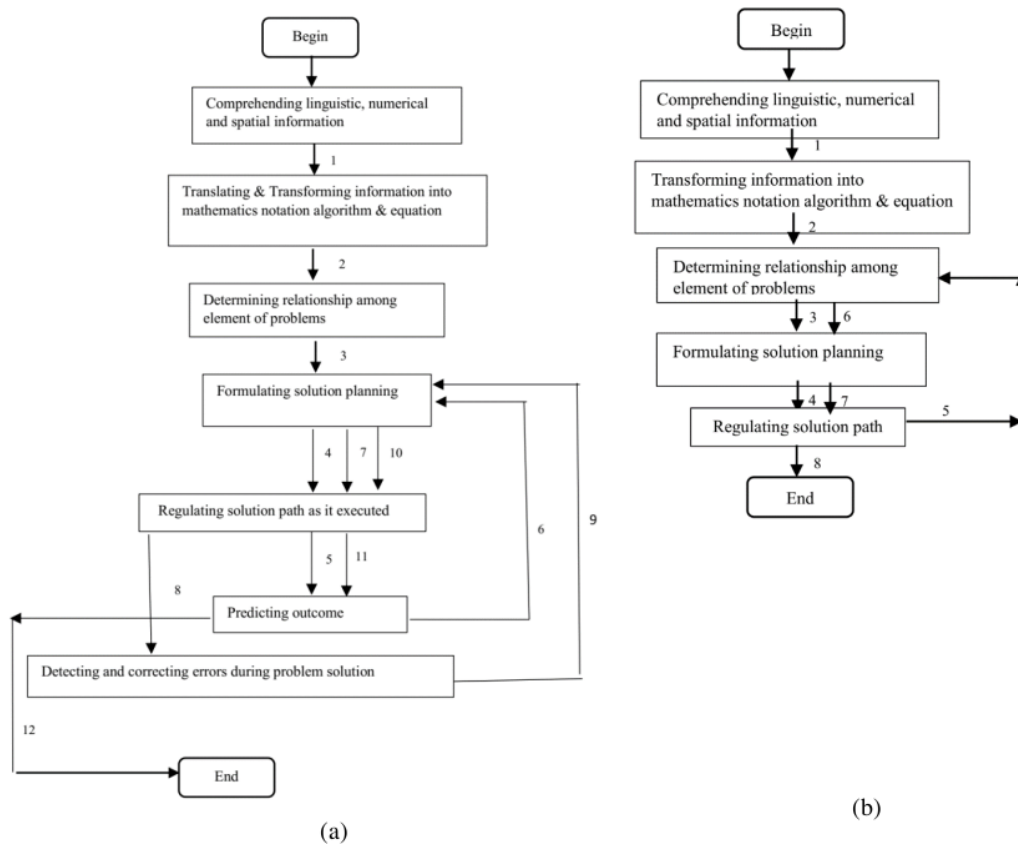 Begin
Comprehending linguistic, numerical
and spatial information
1
Translating & Transforming information into
mathematics notation algorithm & equation
2
Determining relationship among
element of problems
3
Formulating solution planning
4
7
10
Regulating solution path as it executed
5
11
6
9
8
Predicting outcome
Detecting and correcting errors during problem solution
12
End
(a)
Begin
Comprehending linguistic, numerical
and spatial information
1
Transforming information into
mathematics notation algorithm & equation
2
Determining relationship among
element of problems
3
6
Formulating solution planning
4
7
Regulating solution path
5
8
End
(b)